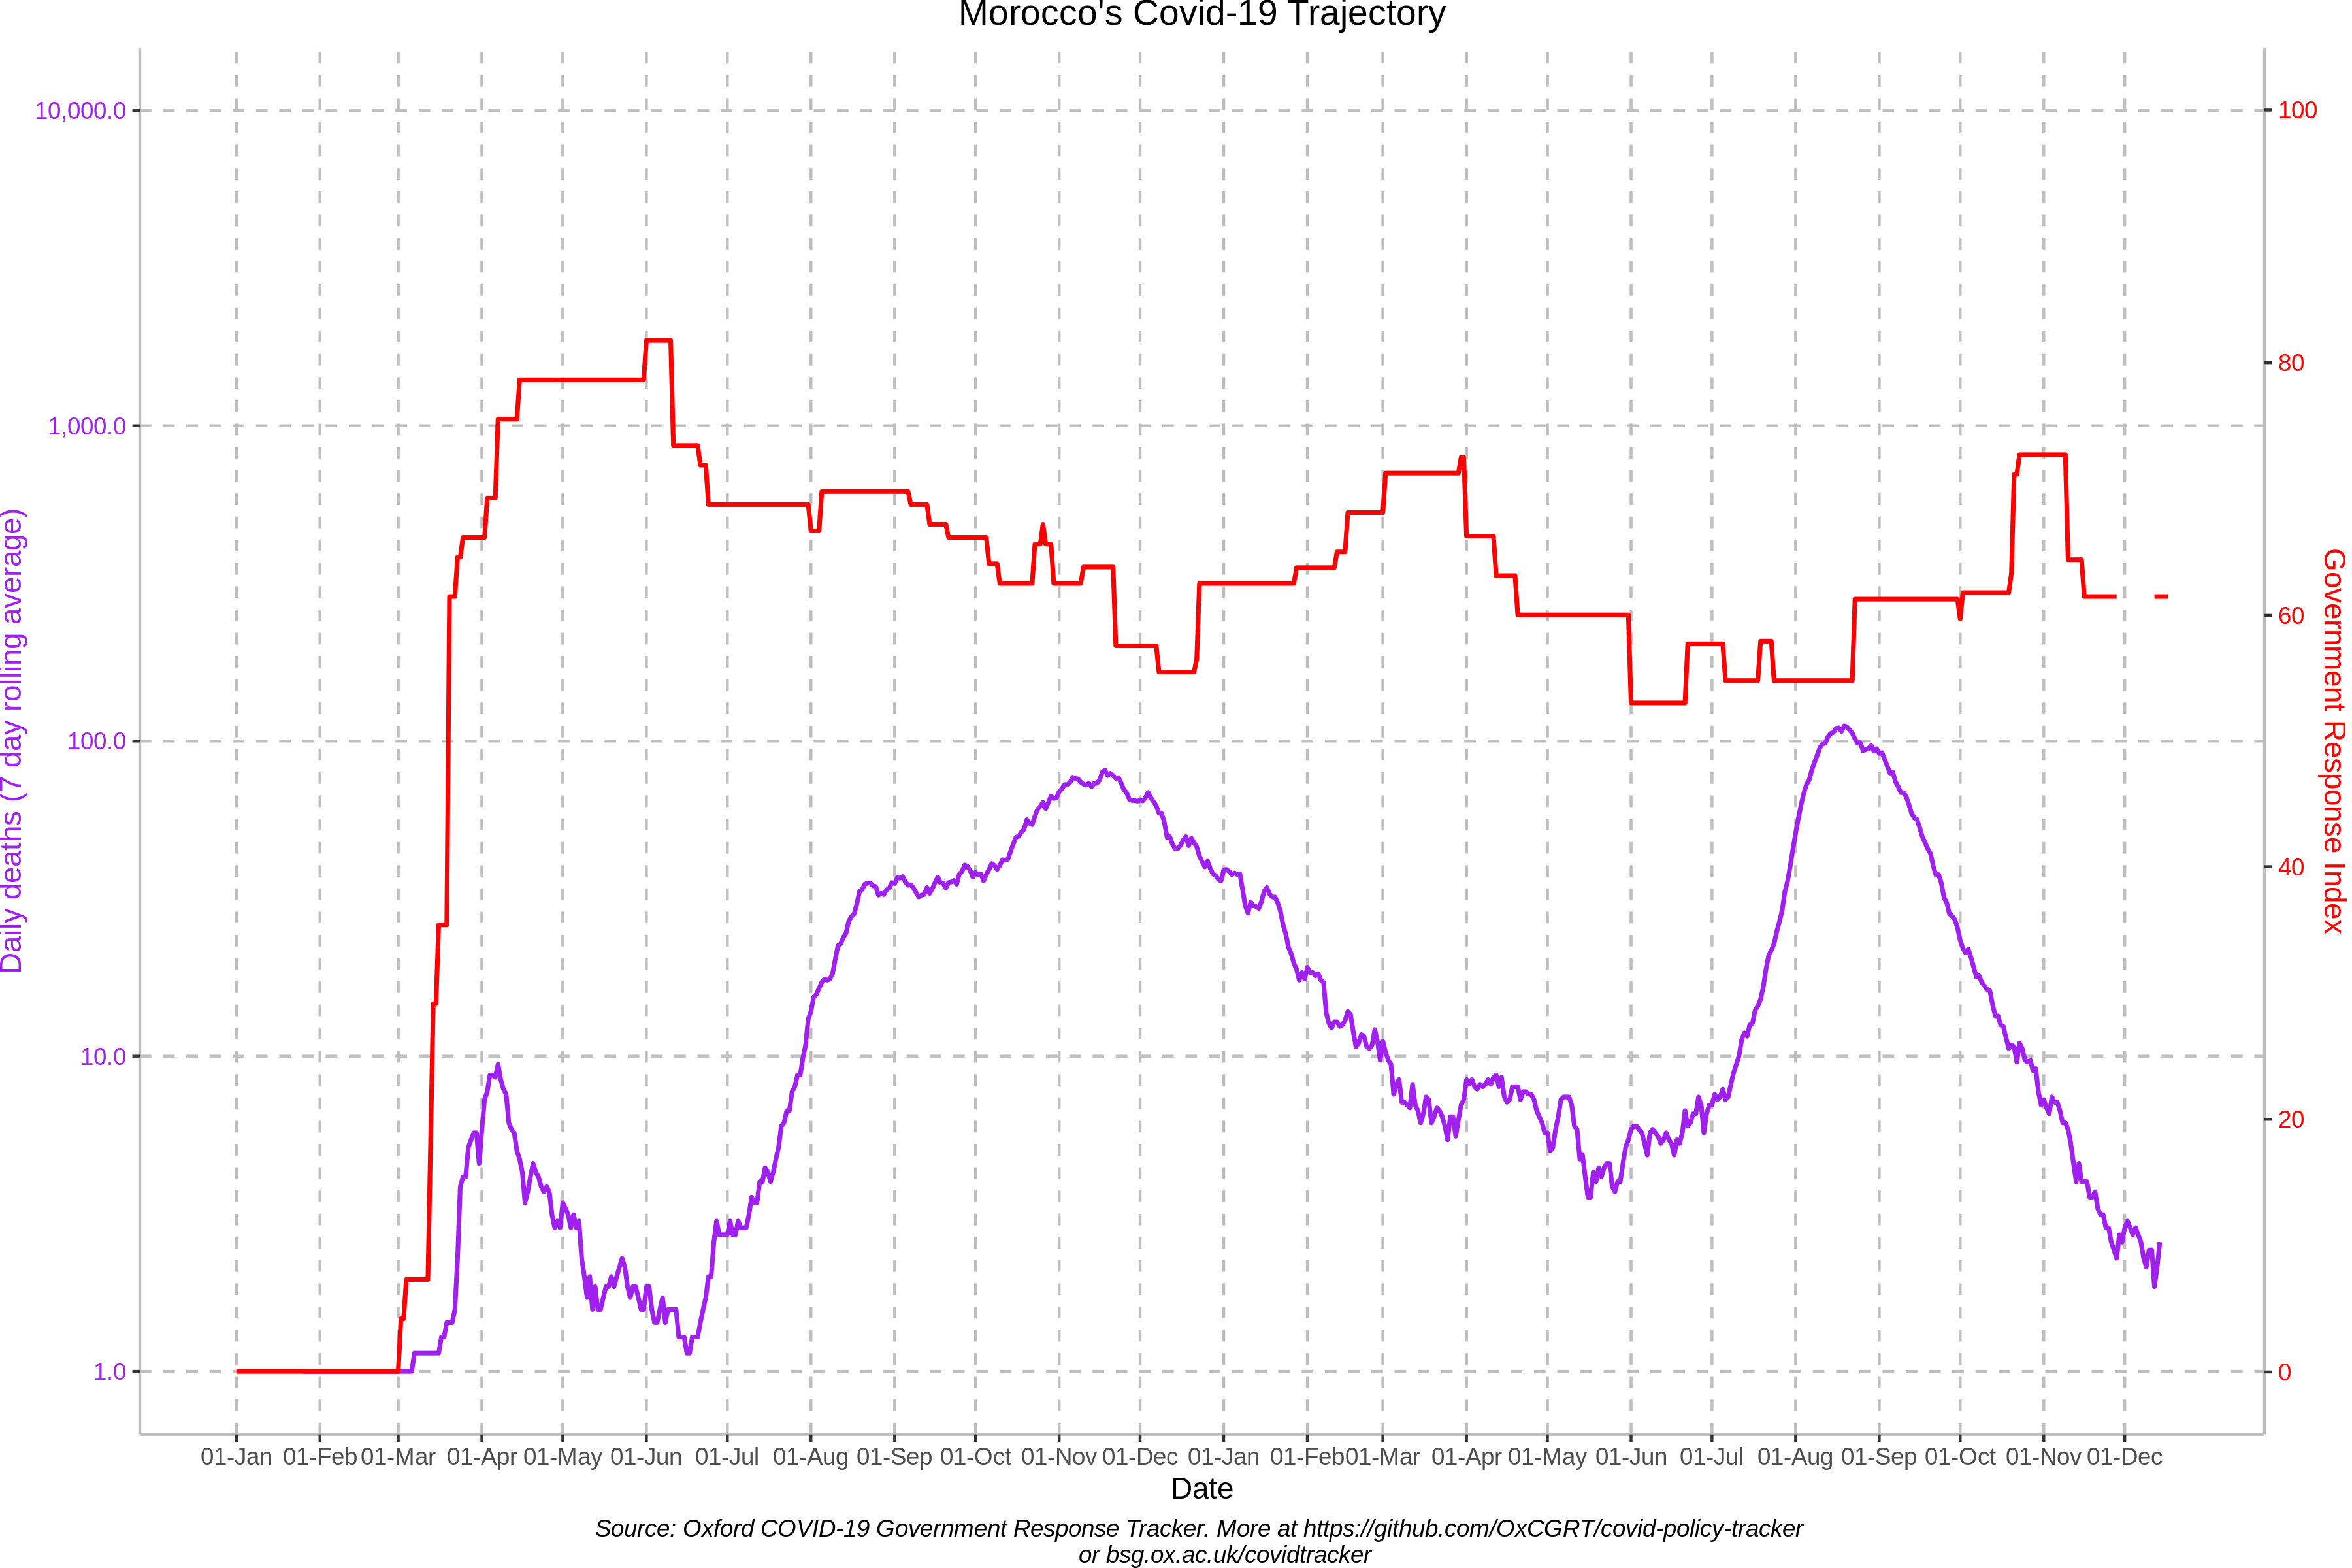 Morocco's Covid-19 Trajectory
10,000.0
1,000.0
100.0
10.0
1.0
Daily deaths (7 day rolling average)
100
80
60
40
20
0
Government Response Index
01-Jan 01-Feb 01-Mar 01-Apr 01-May 01-Jun 01-Jul 01-Aug 01-Sep 01-Oct 01-Nov 01-Dec 01-Jan 01-Feb 01-Mar 01-Apr 01-May 01-Jun 01-Jul 01-Aug 01-Sep 01-Oct 01-Nov 01-Dec
Date
Source: Oxford COVID-19 Government Response Tracker. More at https://github.com/OxCGRT/covid-policy-tracker
or bsg.ox.ac.uk/covidtracker